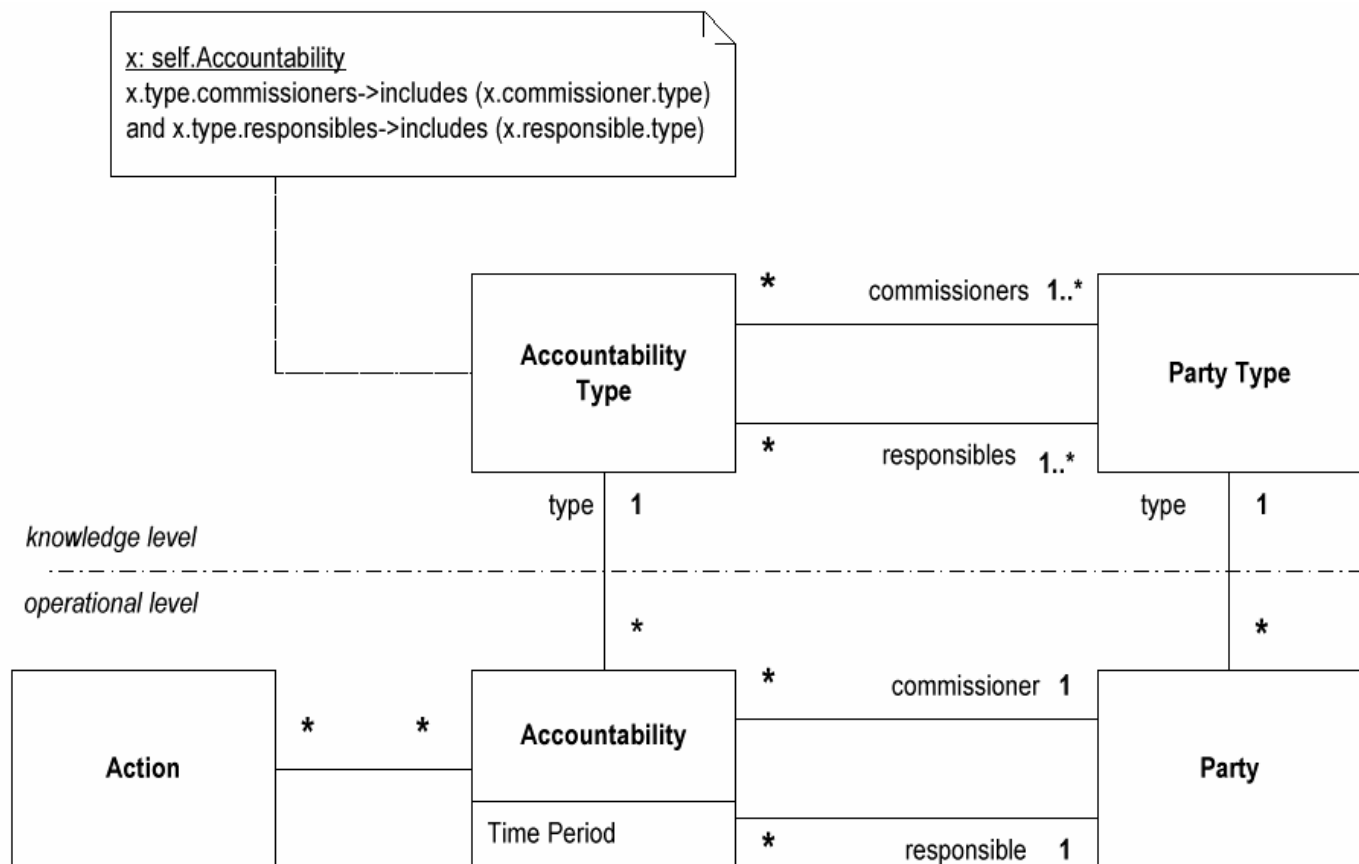 x: self.Accountability
x.type.commissioners->includes (x.commissioner.type)
and x.type.responsibles->includes (x.responsible.type)
* commissioners 1..*
Accountability
Type
Party Type
* responsibles 1..*
type 1
type 1
knowledge level
operational level
*
*
* commissioner 1
* *
Accountability
Action
Party
Time Period
* responsible 1